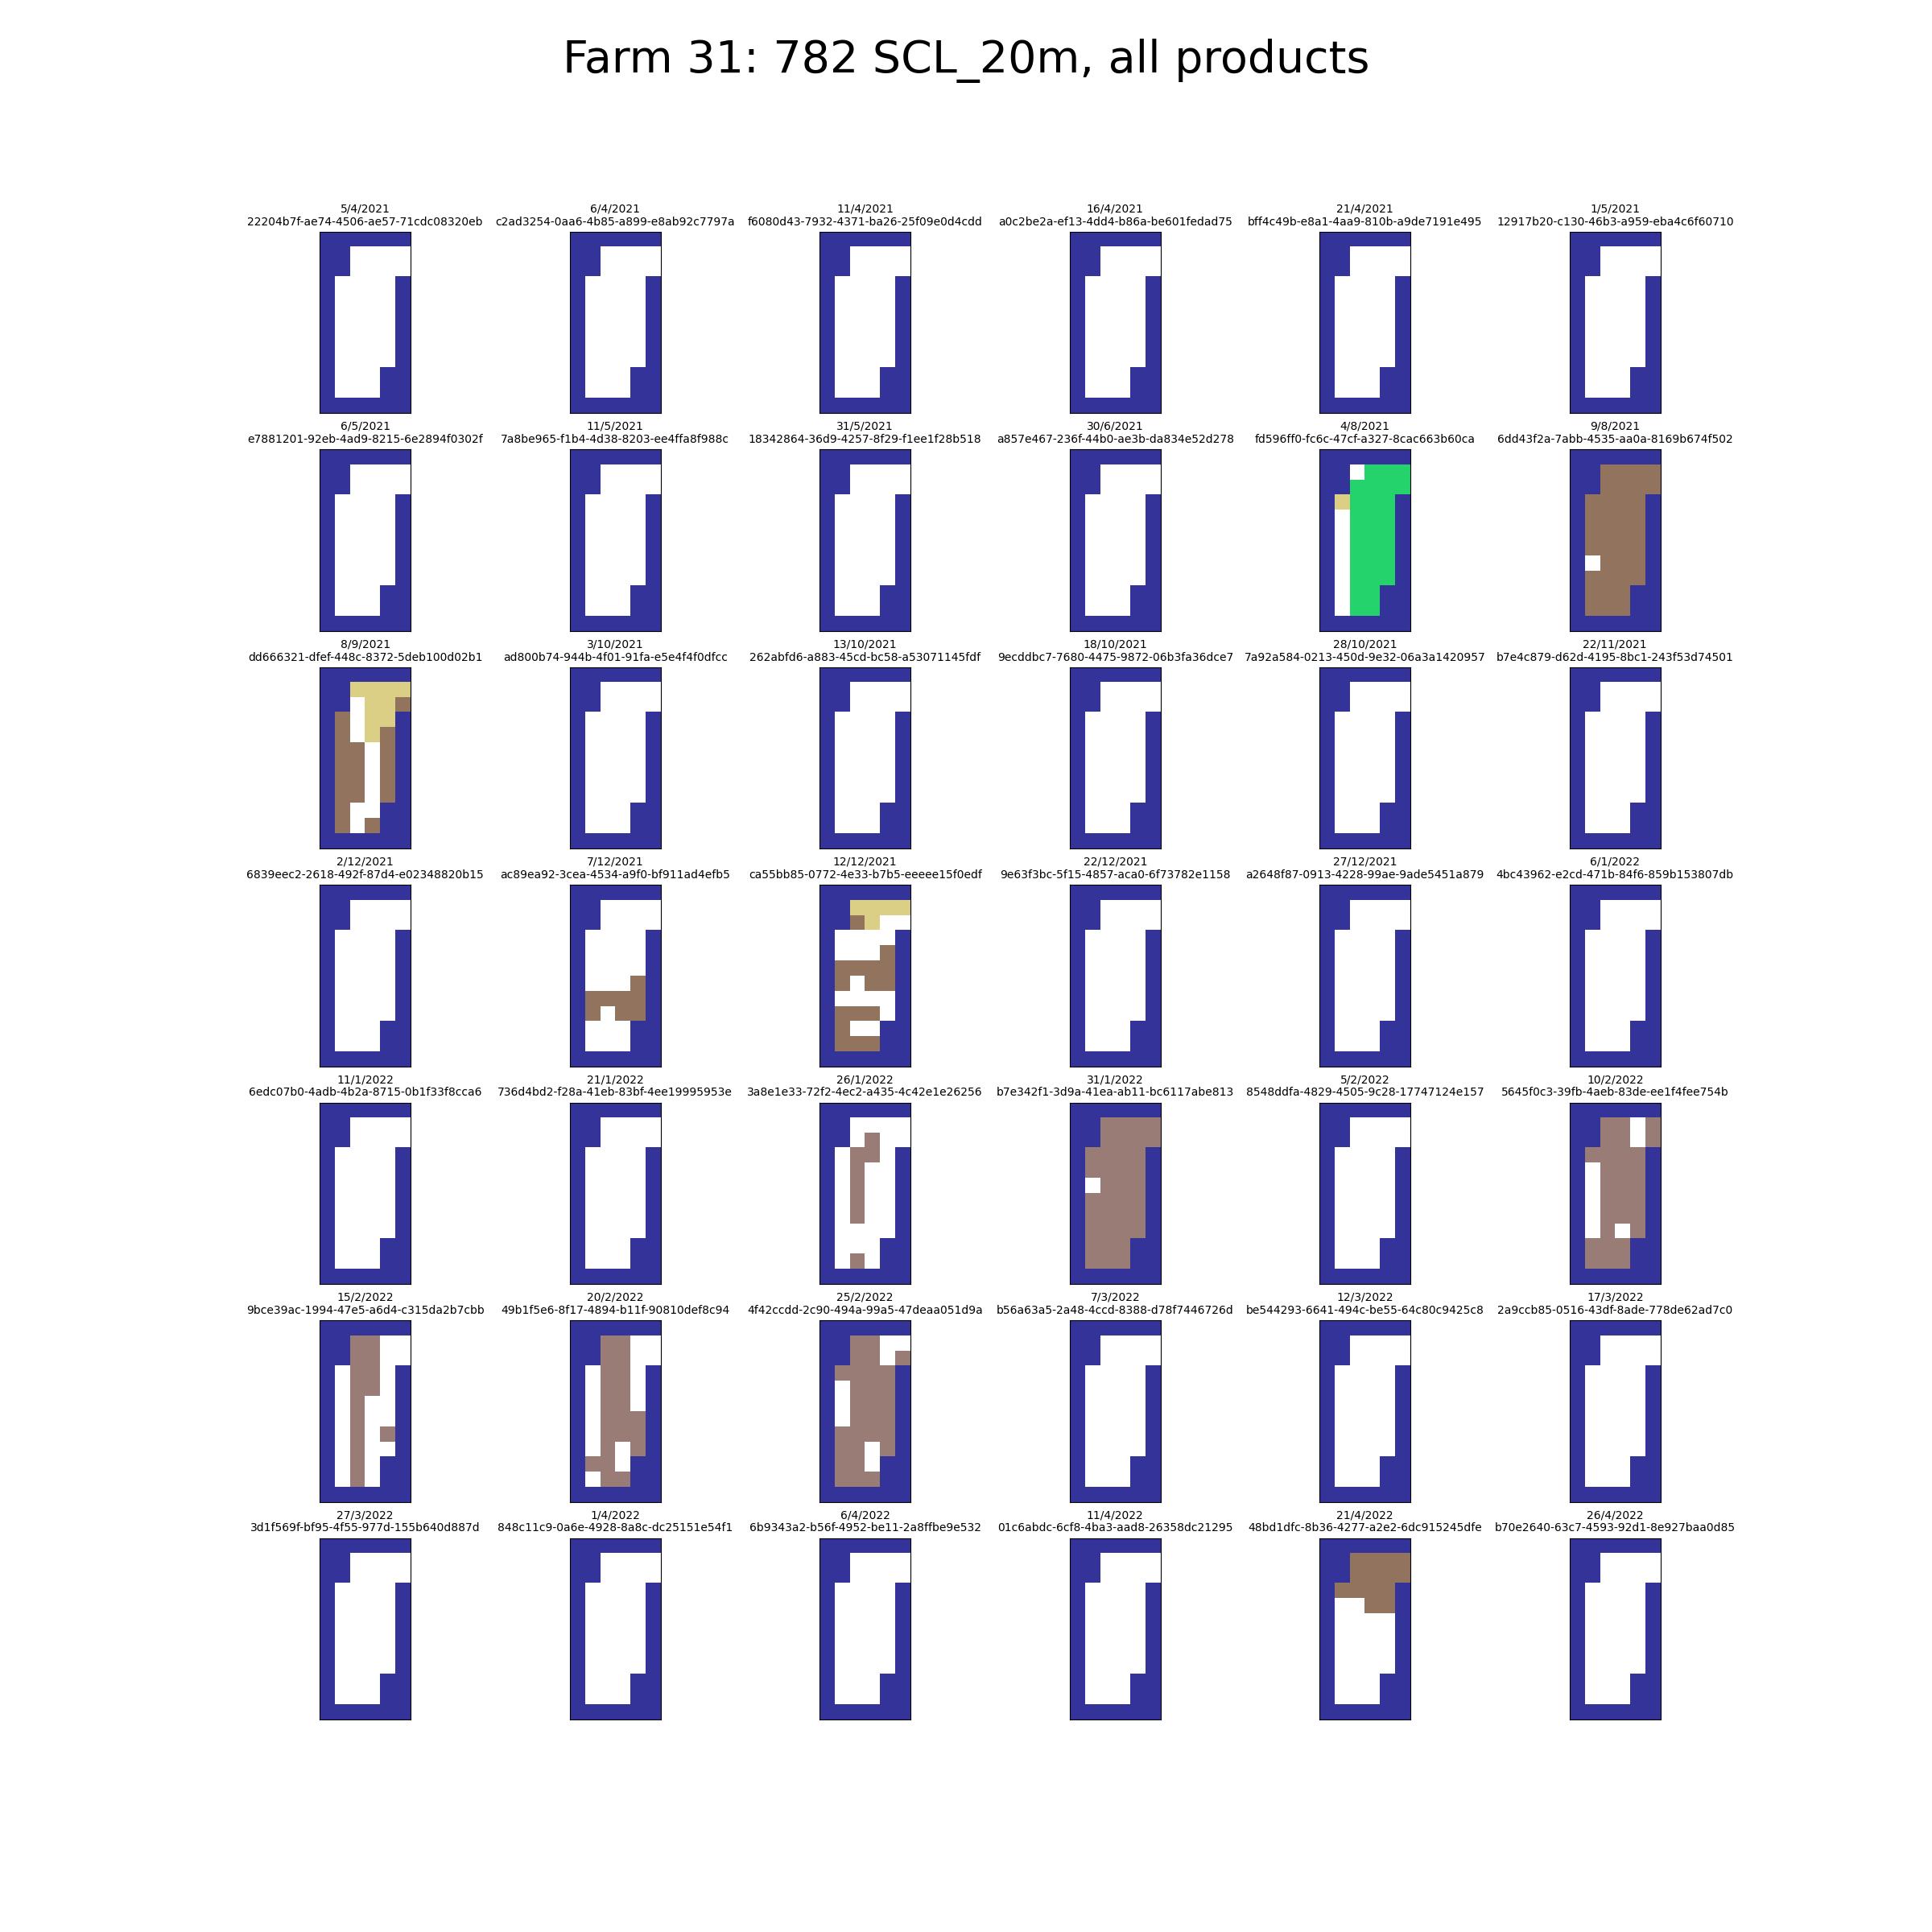 Farm 31: 782 SCL_20m, all products
5/4/2021
22204b7f-ae74-4506-ae57-71cdc08320eb
6/4/2021
c2ad3254-0aa6-4b85-a899-e8ab92c7797a
11/4/2021
f6080d43-7932-4371-ba26-25f09e0d4cdd
16/4/2021
a0c2be2a-ef13-4dd4-b86a-be601fedad75
21/4/2021
bff4c49b-e8a1-4aa9-810b-a9de7191e495
1/5/2021
12917b20-c130-46b3-a959-eba4c6f60710
6/5/2021
e7881201-92eb-4ad9-8215-6e2894f0302f
11/5/2021
7a8be965-f1b4-4d38-8203-ee4ffa8f988c
31/5/2021
18342864-36d9-4257-8f29-f1ee1f28b518
30/6/2021
a857e467-236f-44b0-ae3b-da834e52d278
4/8/2021
fd596ff0-fc6c-47cf-a327-8cac663b60ca
9/8/2021
6dd43f2a-7abb-4535-aa0a-8169b674f502
8/9/2021
dd666321-dfef-448c-8372-5deb100d02b1
3/10/2021
ad800b74-944b-4f01-91fa-e5e4f4f0dfcc
13/10/2021
262abfd6-a883-45cd-bc58-a53071145fdf
18/10/2021
9ecddbc7-7680-4475-9872-06b3fa36dce7
28/10/2021
7a92a584-0213-450d-9e32-06a3a1420957
22/11/2021
b7e4c879-d62d-4195-8bc1-243f53d74501
2/12/2021
6839eec2-2618-492f-87d4-e02348820b15
7/12/2021
ac89ea92-3cea-4534-a9f0-bf911ad4efb5
12/12/2021
ca55bb85-0772-4e33-b7b5-eeeee15f0edf
22/12/2021
9e63f3bc-5f15-4857-aca0-6f73782e1158
27/12/2021
a2648f87-0913-4228-99ae-9ade5451a879
6/1/2022
4bc43962-e2cd-471b-84f6-859b153807db
11/1/2022
6edc07b0-4adb-4b2a-8715-0b1f33f8cca6
21/1/2022
736d4bd2-f28a-41eb-83bf-4ee19995953e
26/1/2022
3a8e1e33-72f2-4ec2-a435-4c42e1e26256
31/1/2022
b7e342f1-3d9a-41ea-ab11-bc6117abe813
5/2/2022
8548ddfa-4829-4505-9c28-17747124e157
10/2/2022
5645f0c3-39fb-4aeb-83de-ee1f4fee754b
15/2/2022
9bce39ac-1994-47e5-a6d4-c315da2b7cbb
20/2/2022
49b1f5e6-8f17-4894-b11f-90810def8c94
25/2/2022
4f42ccdd-2c90-494a-99a5-47deaa051d9a
7/3/2022
b56a63a5-2a48-4ccd-8388-d78f7446726d
12/3/2022
be544293-6641-494c-be55-64c80c9425c8
17/3/2022
2a9ccb85-0516-43df-8ade-778de62ad7c0
27/3/2022
3d1f569f-bf95-4f55-977d-155b640d887d
1/4/2022
848c11c9-0a6e-4928-8a8c-dc25151e54f1
6/4/2022
6b9343a2-b56f-4952-be11-2a8ffbe9e532
11/4/2022
01c6abdc-6cf8-4ba3-aad8-26358dc21295
21/4/2022
48bd1dfc-8b36-4277-a2e2-6dc915245dfe
26/4/2022
b70e2640-63c7-4593-92d1-8e927baa0d85